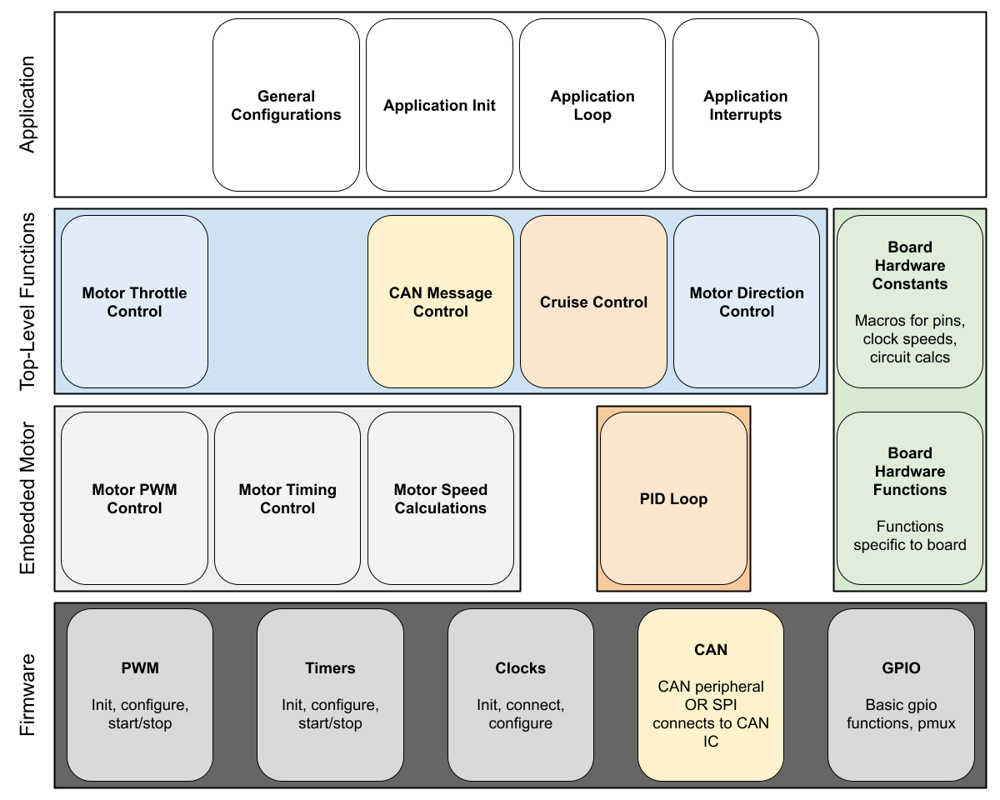 Application
General
Configurations
Application Init
Application
Loop
Application
Interrupts
Top-Level Functions
Motor Throttle
Control
CAN Message
Control
Cruise Control
Motor Direction
Control
Board
Hardware
Constants
Macros for pins,
clock speeds,
circuit calcs
Embedded Motor
Motor PWM
Control
Motor Timing
Control
Motor Speed
Calculations
PID Loop
Board
Hardware
Functions
Functions
specific to board
Firmware
PWM
Init, configure,
start/stop
Timers
Init, configure,
start/stop
Clocks
Init, connect,
configure
CAN
CAN peripheral
OR SPI
connects to CAN
IC
GPIO
Basic gpio
functions, pmux